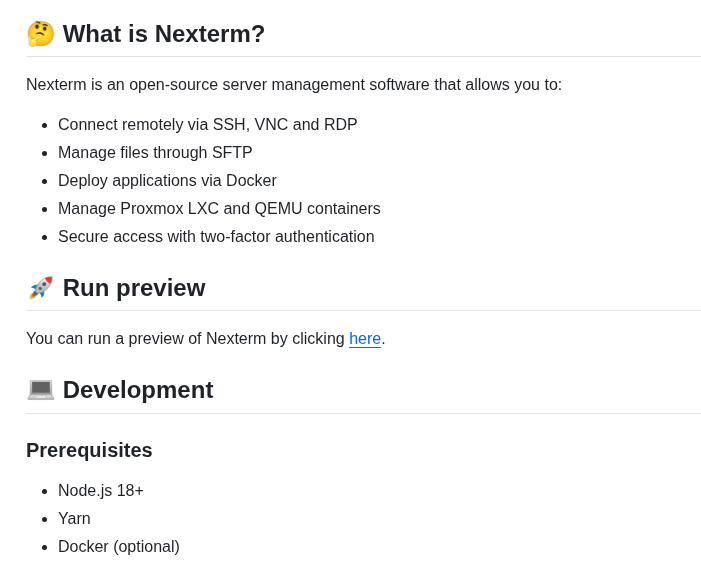 🤔 What is Nexterm?
Nexterm is an open-source server management software that allows you to:
Connect remotely via SSH, VNC and RDP
Manage files through SFTP
Deploy applications via Docker
Manage Proxmox LXC and QEMU containers
Secure access with two-factor authentication
🚀 Run preview
You can run a preview of Nexterm by clicking here.
💻 Development
Prerequisites
Node.js 18+
Yarn
Docker (optional)